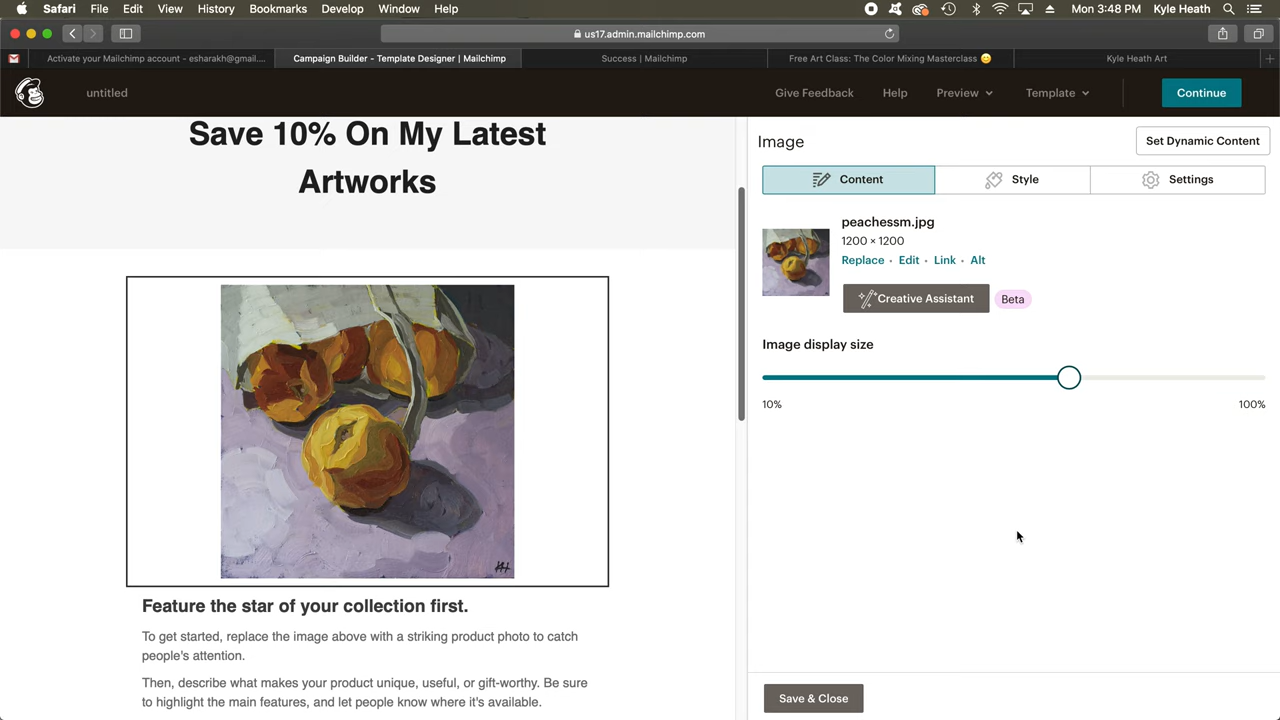 Safari File Edit View History Bookmarks Develop Window Help Mon 3:48 PM Kyle Heath
us17.admin.mailchimp.com
Activate your Mailchimp account - esharakh@gmail.... Campaign Builder - Template Designer | Mailchimp Success | Mailchimp Free Art Class: The Color Mixing Masterclass 😊 Kyle Heath Art
untitled Give Feedback Help Preview Template Continue
Save 10% On My Latest
Artworks
Image Set Dynamic Content
Content Style Settings
peachessm.jpg
1200 × 1200
Replace · Edit · Link · Alt
Creative Assistant Beta
Image display size
10% 100%
KH
Feature the star of your collection first.
To get started, replace the image above with a striking product photo to catch
people's attention.
Then, describe what makes your product unique, useful, or gift-worthy. Be sure
to highlight the main features, and let people know where it's available.
Save & Close